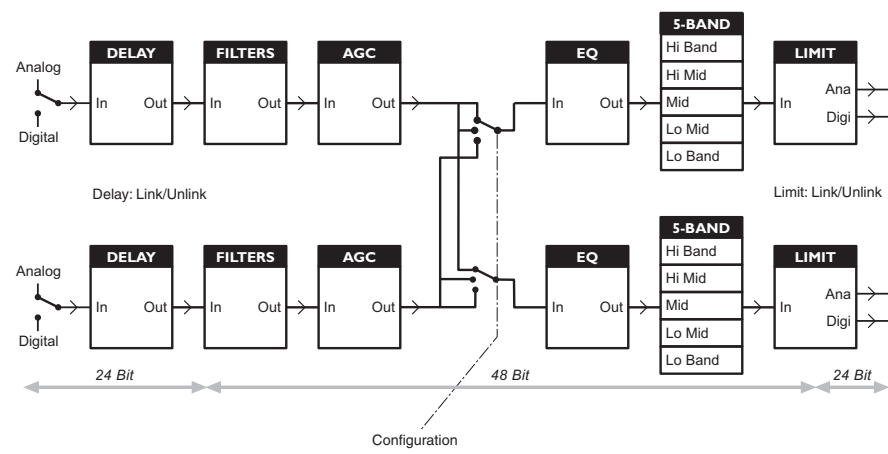 DELAY FILTERS AGC EQ 5-BAND LIMIT
Analog
Digital
In Out In Out In Out In Out
Hi Band
Hi Mid
Mid
Lo Mid
Lo Band
In Ana
Digi
Delay: Link/Unlink
Limit: Link/Unlink
DELAY FILTERS AGC EQ 5-BAND LIMIT
Analog
Digital
In Out In Out In Out In Out
Hi Band
Hi Mid
Mid
Lo Mid
Lo Band
In Ana
Digi
24 Bit 48 Bit 24 Bit
Configuration